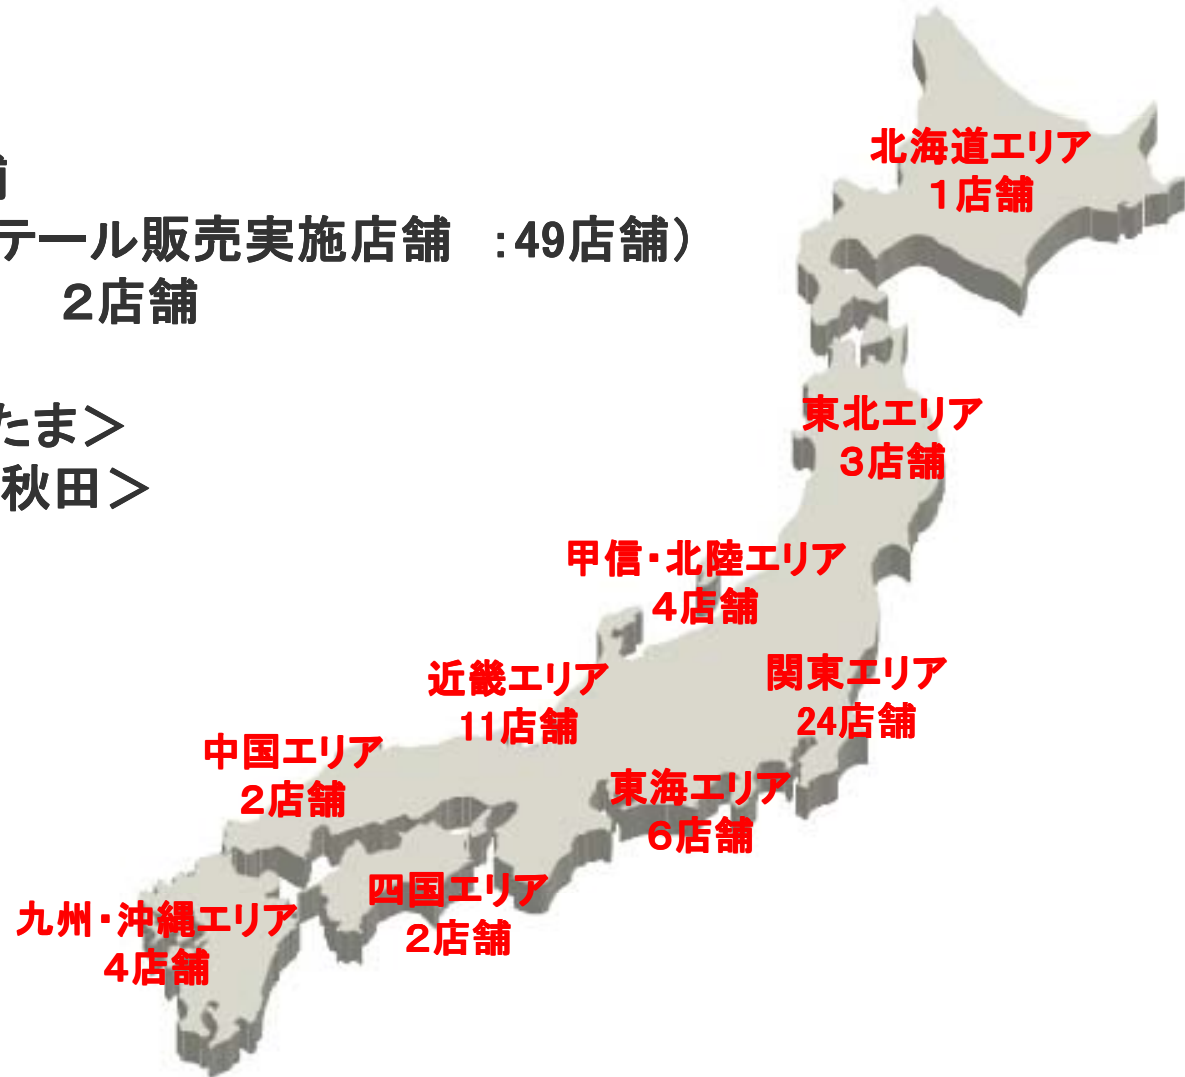 舗
テール販売実施店舗　：49店舗）
２店舗
たま＞
秋田＞
北海道エリア
１店舗
東北エリア
３店舗
甲信・北陸エリア
４店舗
近畿エリア
11店舗
関東エリア
24店舗
中国エリア
２店舗
東海エリア
６店舗
四国エリア
２店舗
九州・沖縄エリア
４店舗